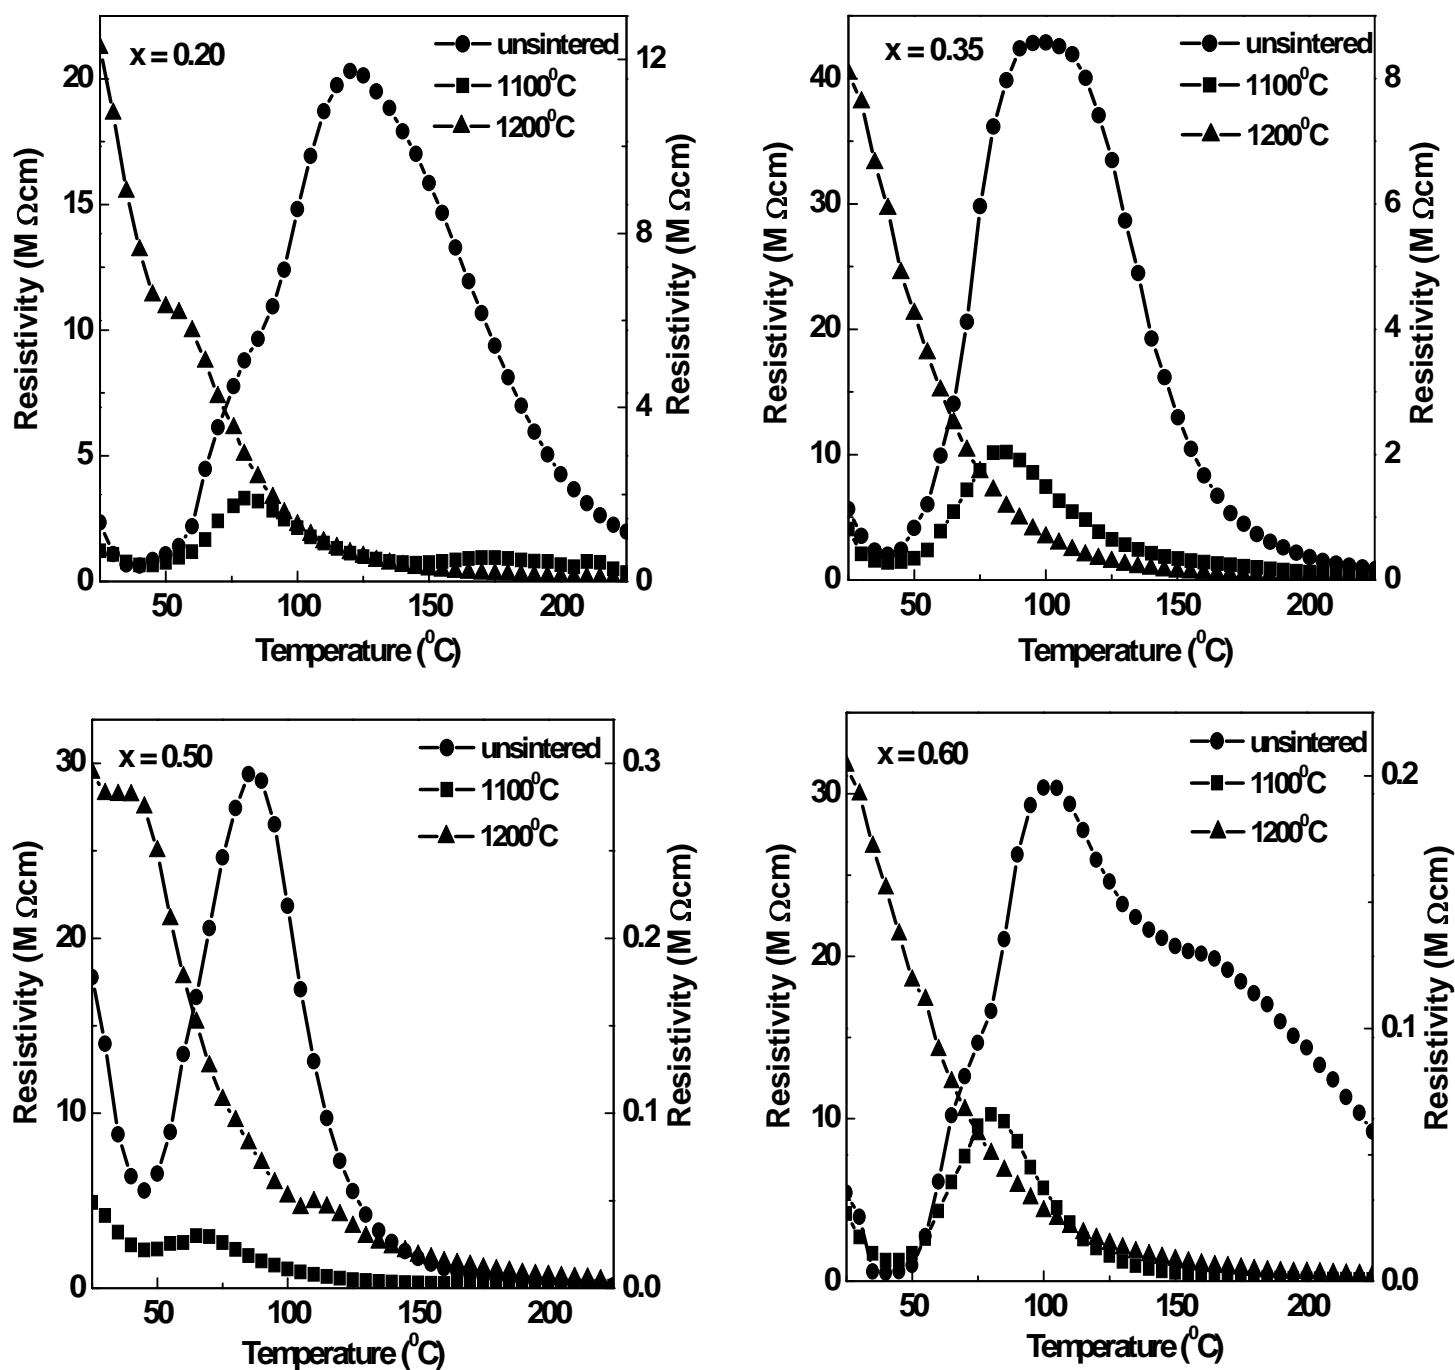 x = 0.20
unsintered
1100⁰C
1200⁰C
Resistivity (M Ωcm)
20
15
10
5
0
12
8
4
0
Resistivity (M Ωcm)
50 100 150 200
Temperature (⁰C)
x = 0.35
unsintered
1100⁰C
1200⁰C
Resistivity (M Ωcm)
40
30
20
10
0
8
6
4
2
0
Resistivity (M Ωcm)
50 100 150 200
Temperature (⁰C)
x = 0.50
unsintered
1100⁰C
1200⁰C
Resistivity (M Ωcm)
30
20
10
0
0.3
0.2
0.1
0.0
Resistivity (M Ωcm)
50 100 150 200
Temperature (⁰C)
x = 0.60
unsintered
1100⁰C
1200⁰C
Resistivity (M Ωcm)
30
20
10
0
0.2
0.1
0.0
Resistivity (M Ωcm)
50 100 150 200
Temperature (⁰C)